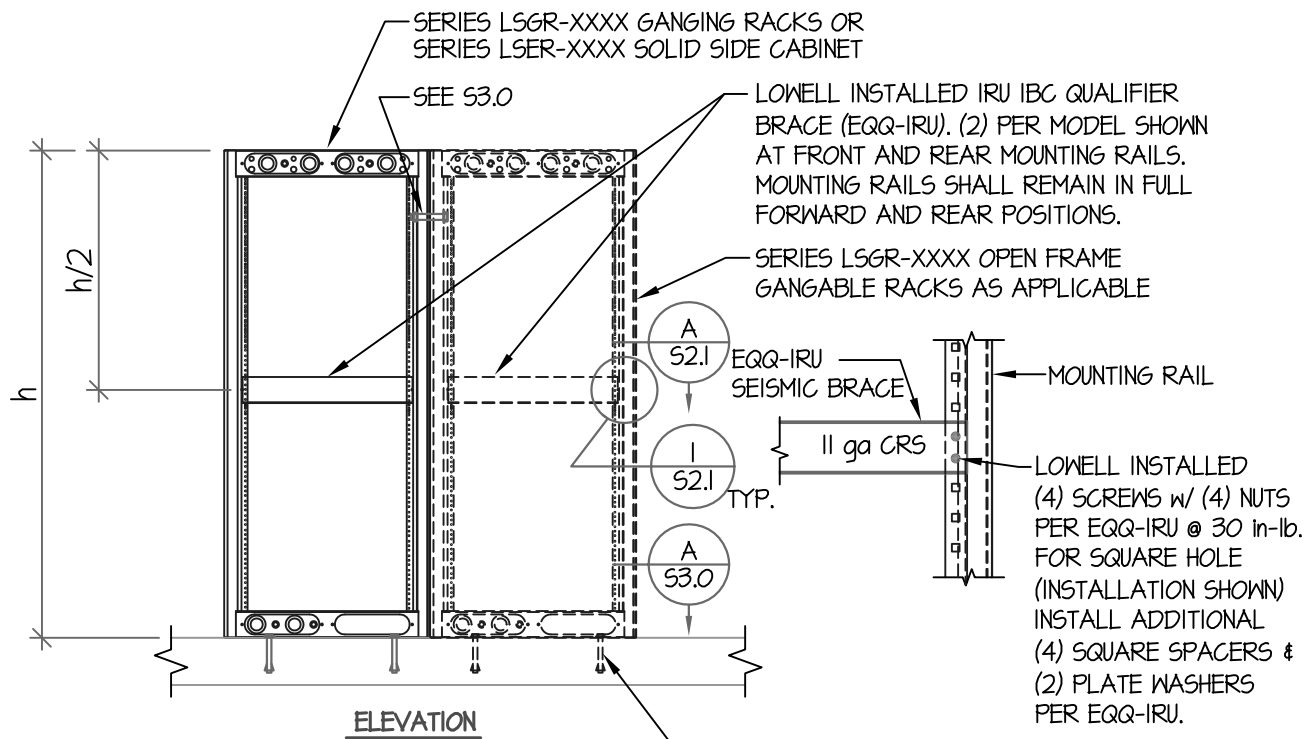 SERIES LSGR-XXXX GANGING RACKS OR
SERIES LSER-XXXX SOLID SIDE CABINET
SEE S3.0
LOWELL INSTALLED IRU IBC QUALIFIER
BRACE (EQQ-IRU). (2) PER MODEL SHOWN
AT FRONT AND REAR MOUNTING RAILS.
MOUNTING RAILS SHALL REMAIN IN FULL
FORWARD AND REAR POSITIONS.
SERIES LSGR-XXXX OPEN FRAME
GANGABLE RACKS AS APPLICABLE
h
h/2
A
S2.1
EQQ-IRU
SEISMIC BRACE
MOUNTING RAIL
11 ga CRS
1
S2.1
TYP.
LOWELL INSTALLED
(4) SCREWS w/ (4) NUTS
PER EQQ-IRU @ 30 in-lb.
FOR SQUARE HOLE
(INSTALLATION SHOWN)
INSTALL ADDITIONAL
(4) SQUARE SPACERS &
(2) PLATE WASHERS
PER EQQ-IRU.
A
S3.0
ELEVATION